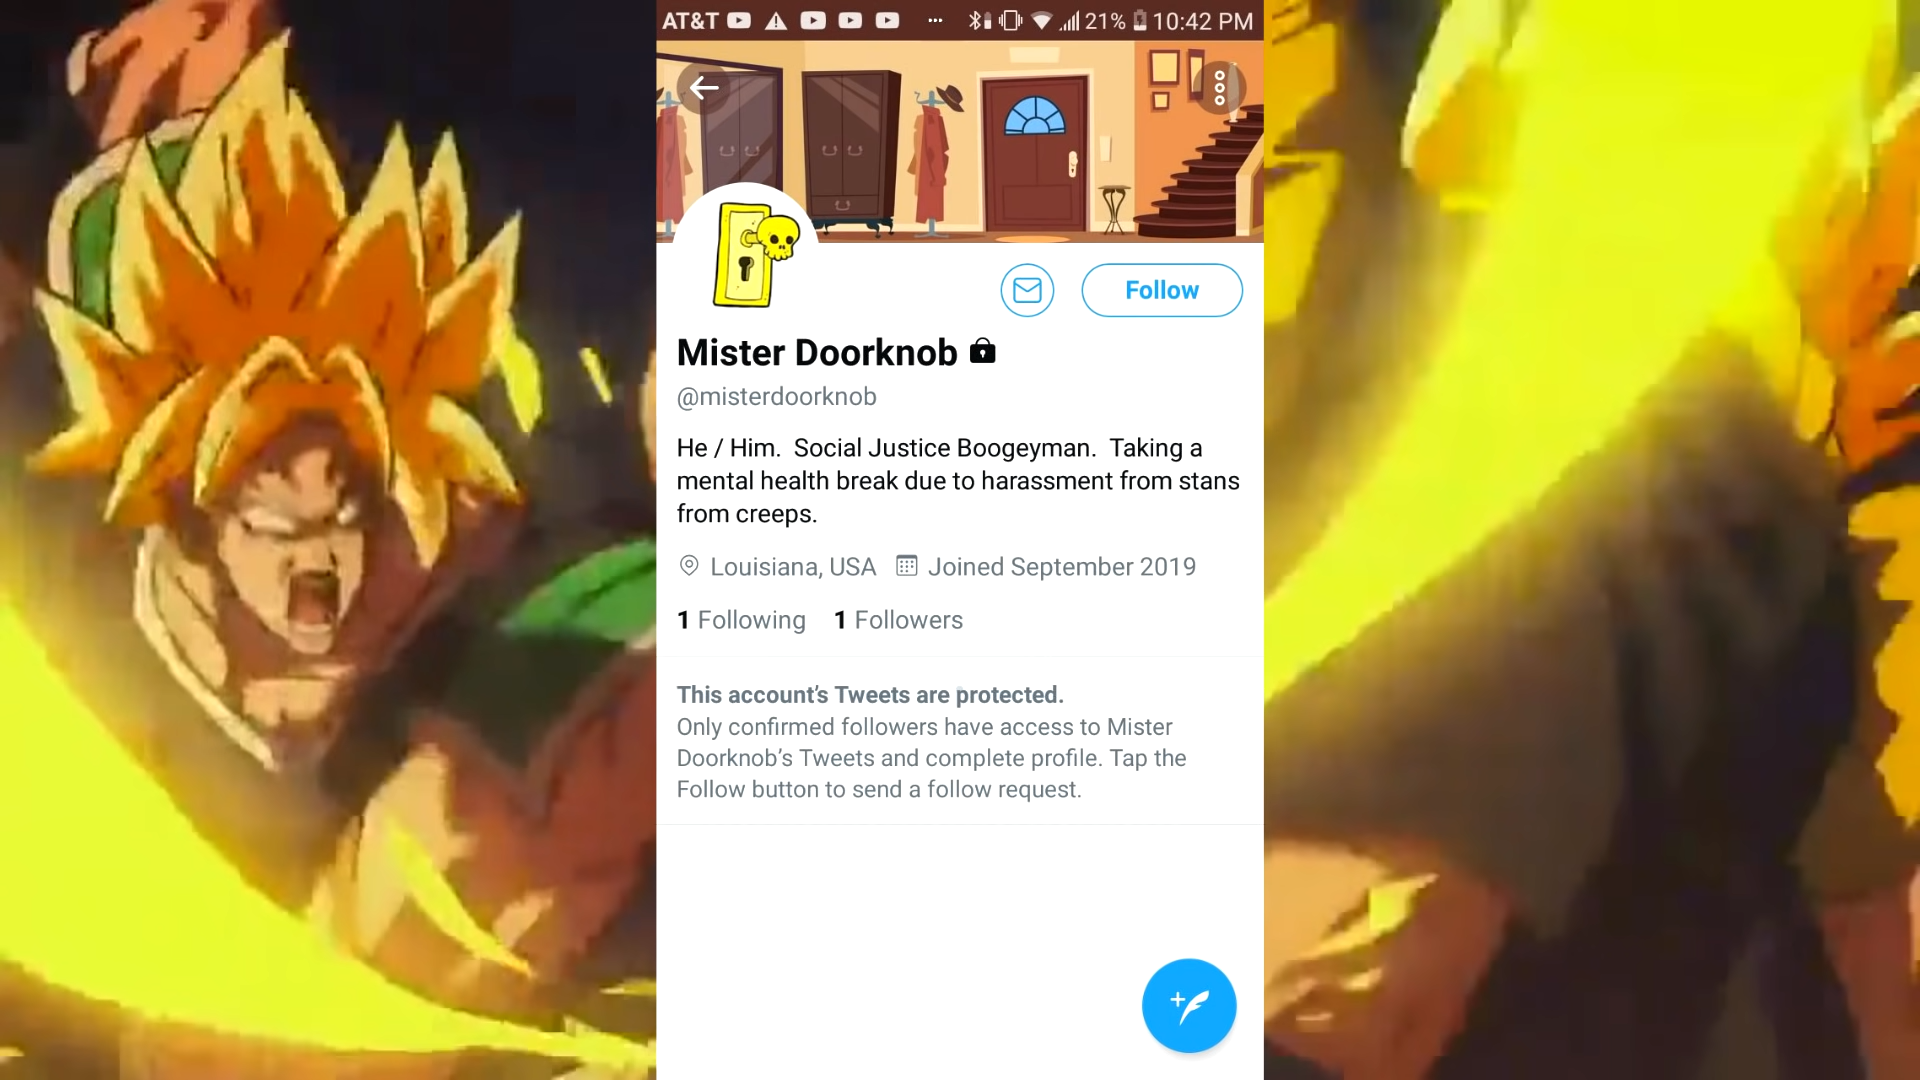 AT&T ... 21% 10:42 PM
Follow
Mister Doorknob
@misterdoorknob
He / Him.  Social Justice Boogeyman.  Taking a
mental health break due to harassment from stans
from creeps.
Louisiana, USA Joined September 2019
1 Following 1 Followers
This account’s Tweets are protected.
Only confirmed followers have access to Mister
Doorknob’s Tweets and complete profile. Tap the
Follow button to send a follow request.